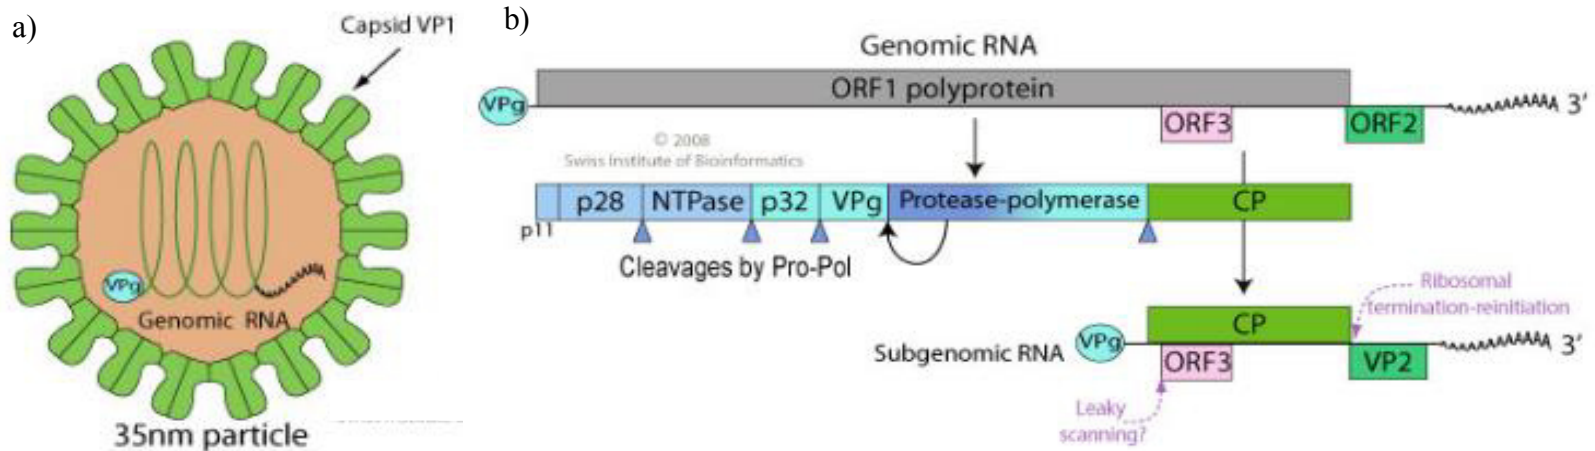 a)
Capsid VP1
VPg
Genomic RNA
35nm particle
b)
Genomic RNA
ORF1 polyprotein
VPg
3'
ORF3
ORF2
© 2008
Swiss Institute of Bioinformatics
p28
NTPase
p32
VPg
Protease-polymerase
CP
p11
Cleavages by Pro-Pol
Ribosomal
termination-reinitiation
CP
Subgenomic RNA
VPg
3'
ORF3
VP2
Leaky
scanning?